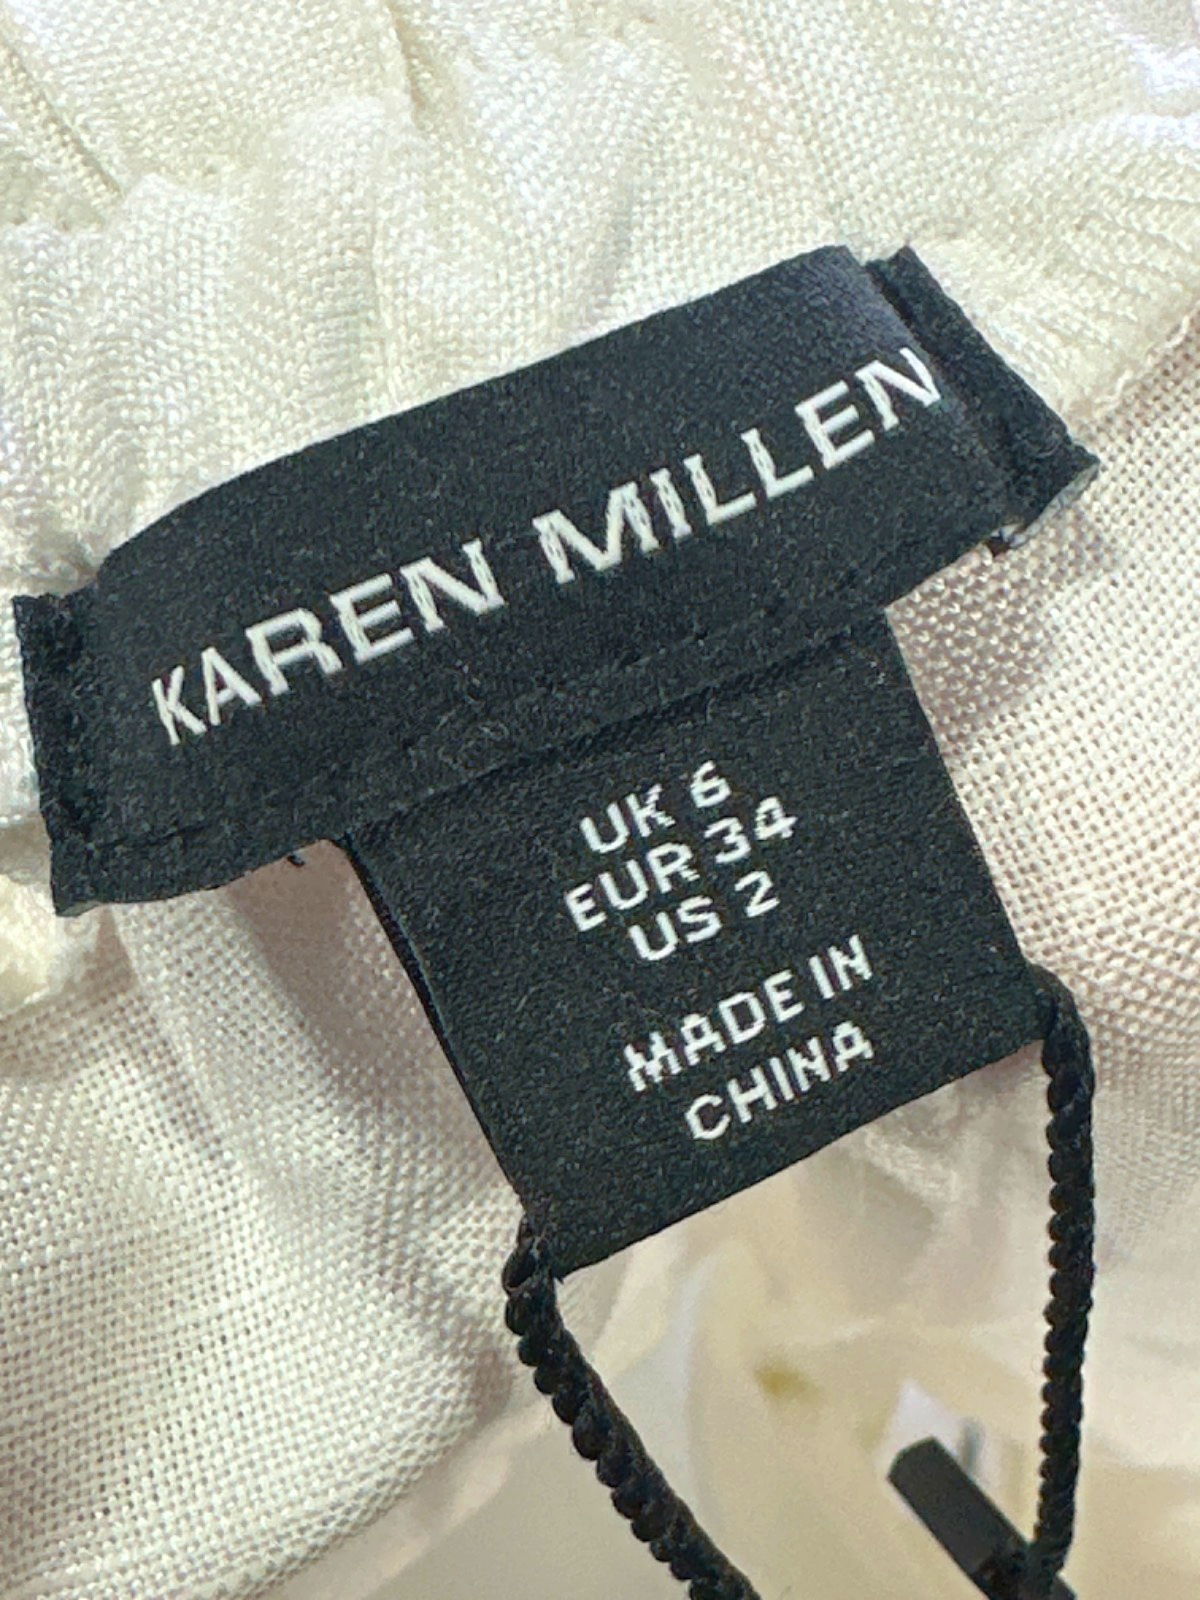 KAREN MILLEN
UK 6
EUR 34
US 2
MADE IN
CHINA